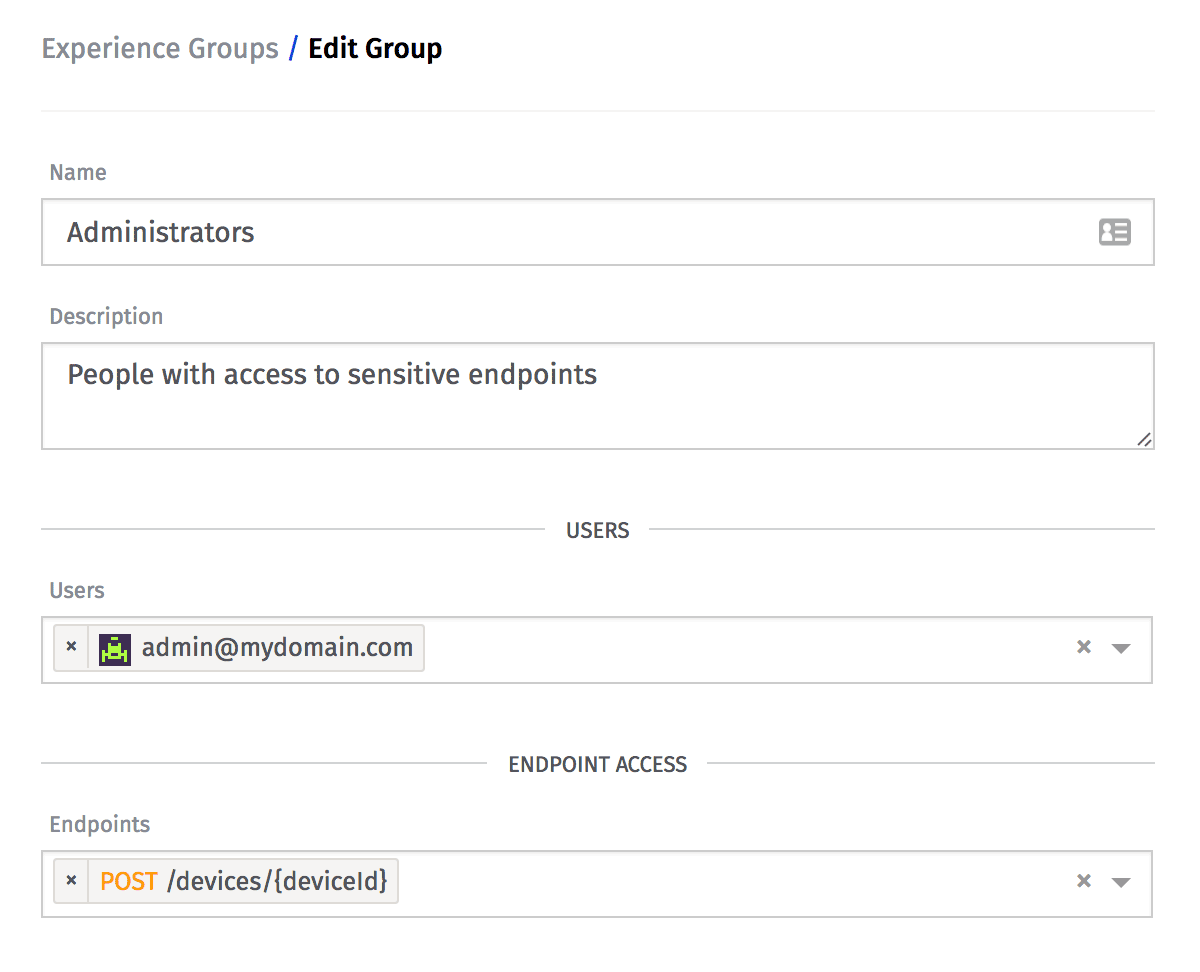 Experience Groups / Edit Group
Name
Administrators
Description
People with access to sensitive endpoints
USERS
Users
× admin@mydomain.com ×
ENDPOINT ACCESS
Endpoints
× POST /devices/{deviceId} ×